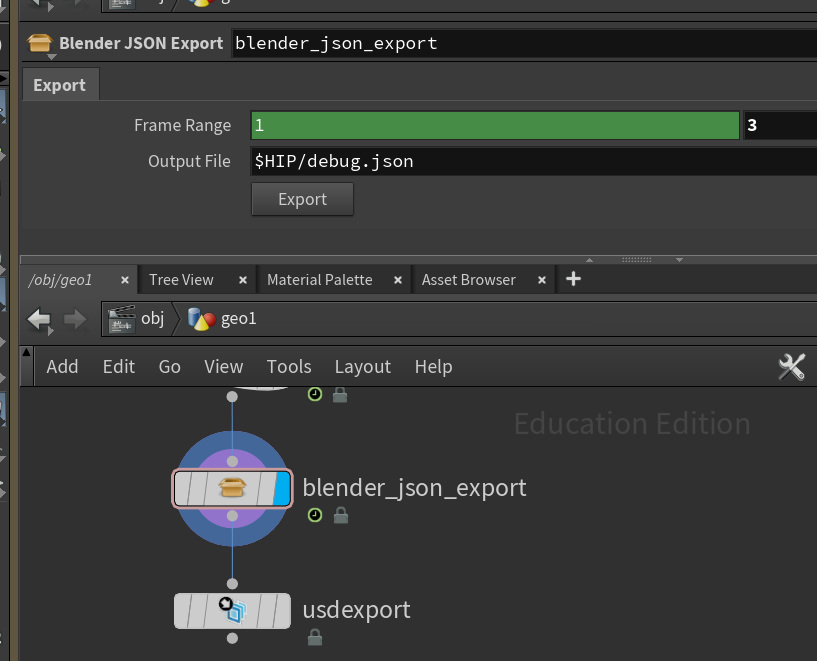 Blender JSON Export blender_json_export
Export
Frame Range 1 3
Output File $HIP/debug.json
Export
/obj/geo1 × Tree View × Material Palette × Asset Browser × +
obj geo1
Add Edit Go View Tools Layout Help
Education Edition
blender_json_export
usdexport